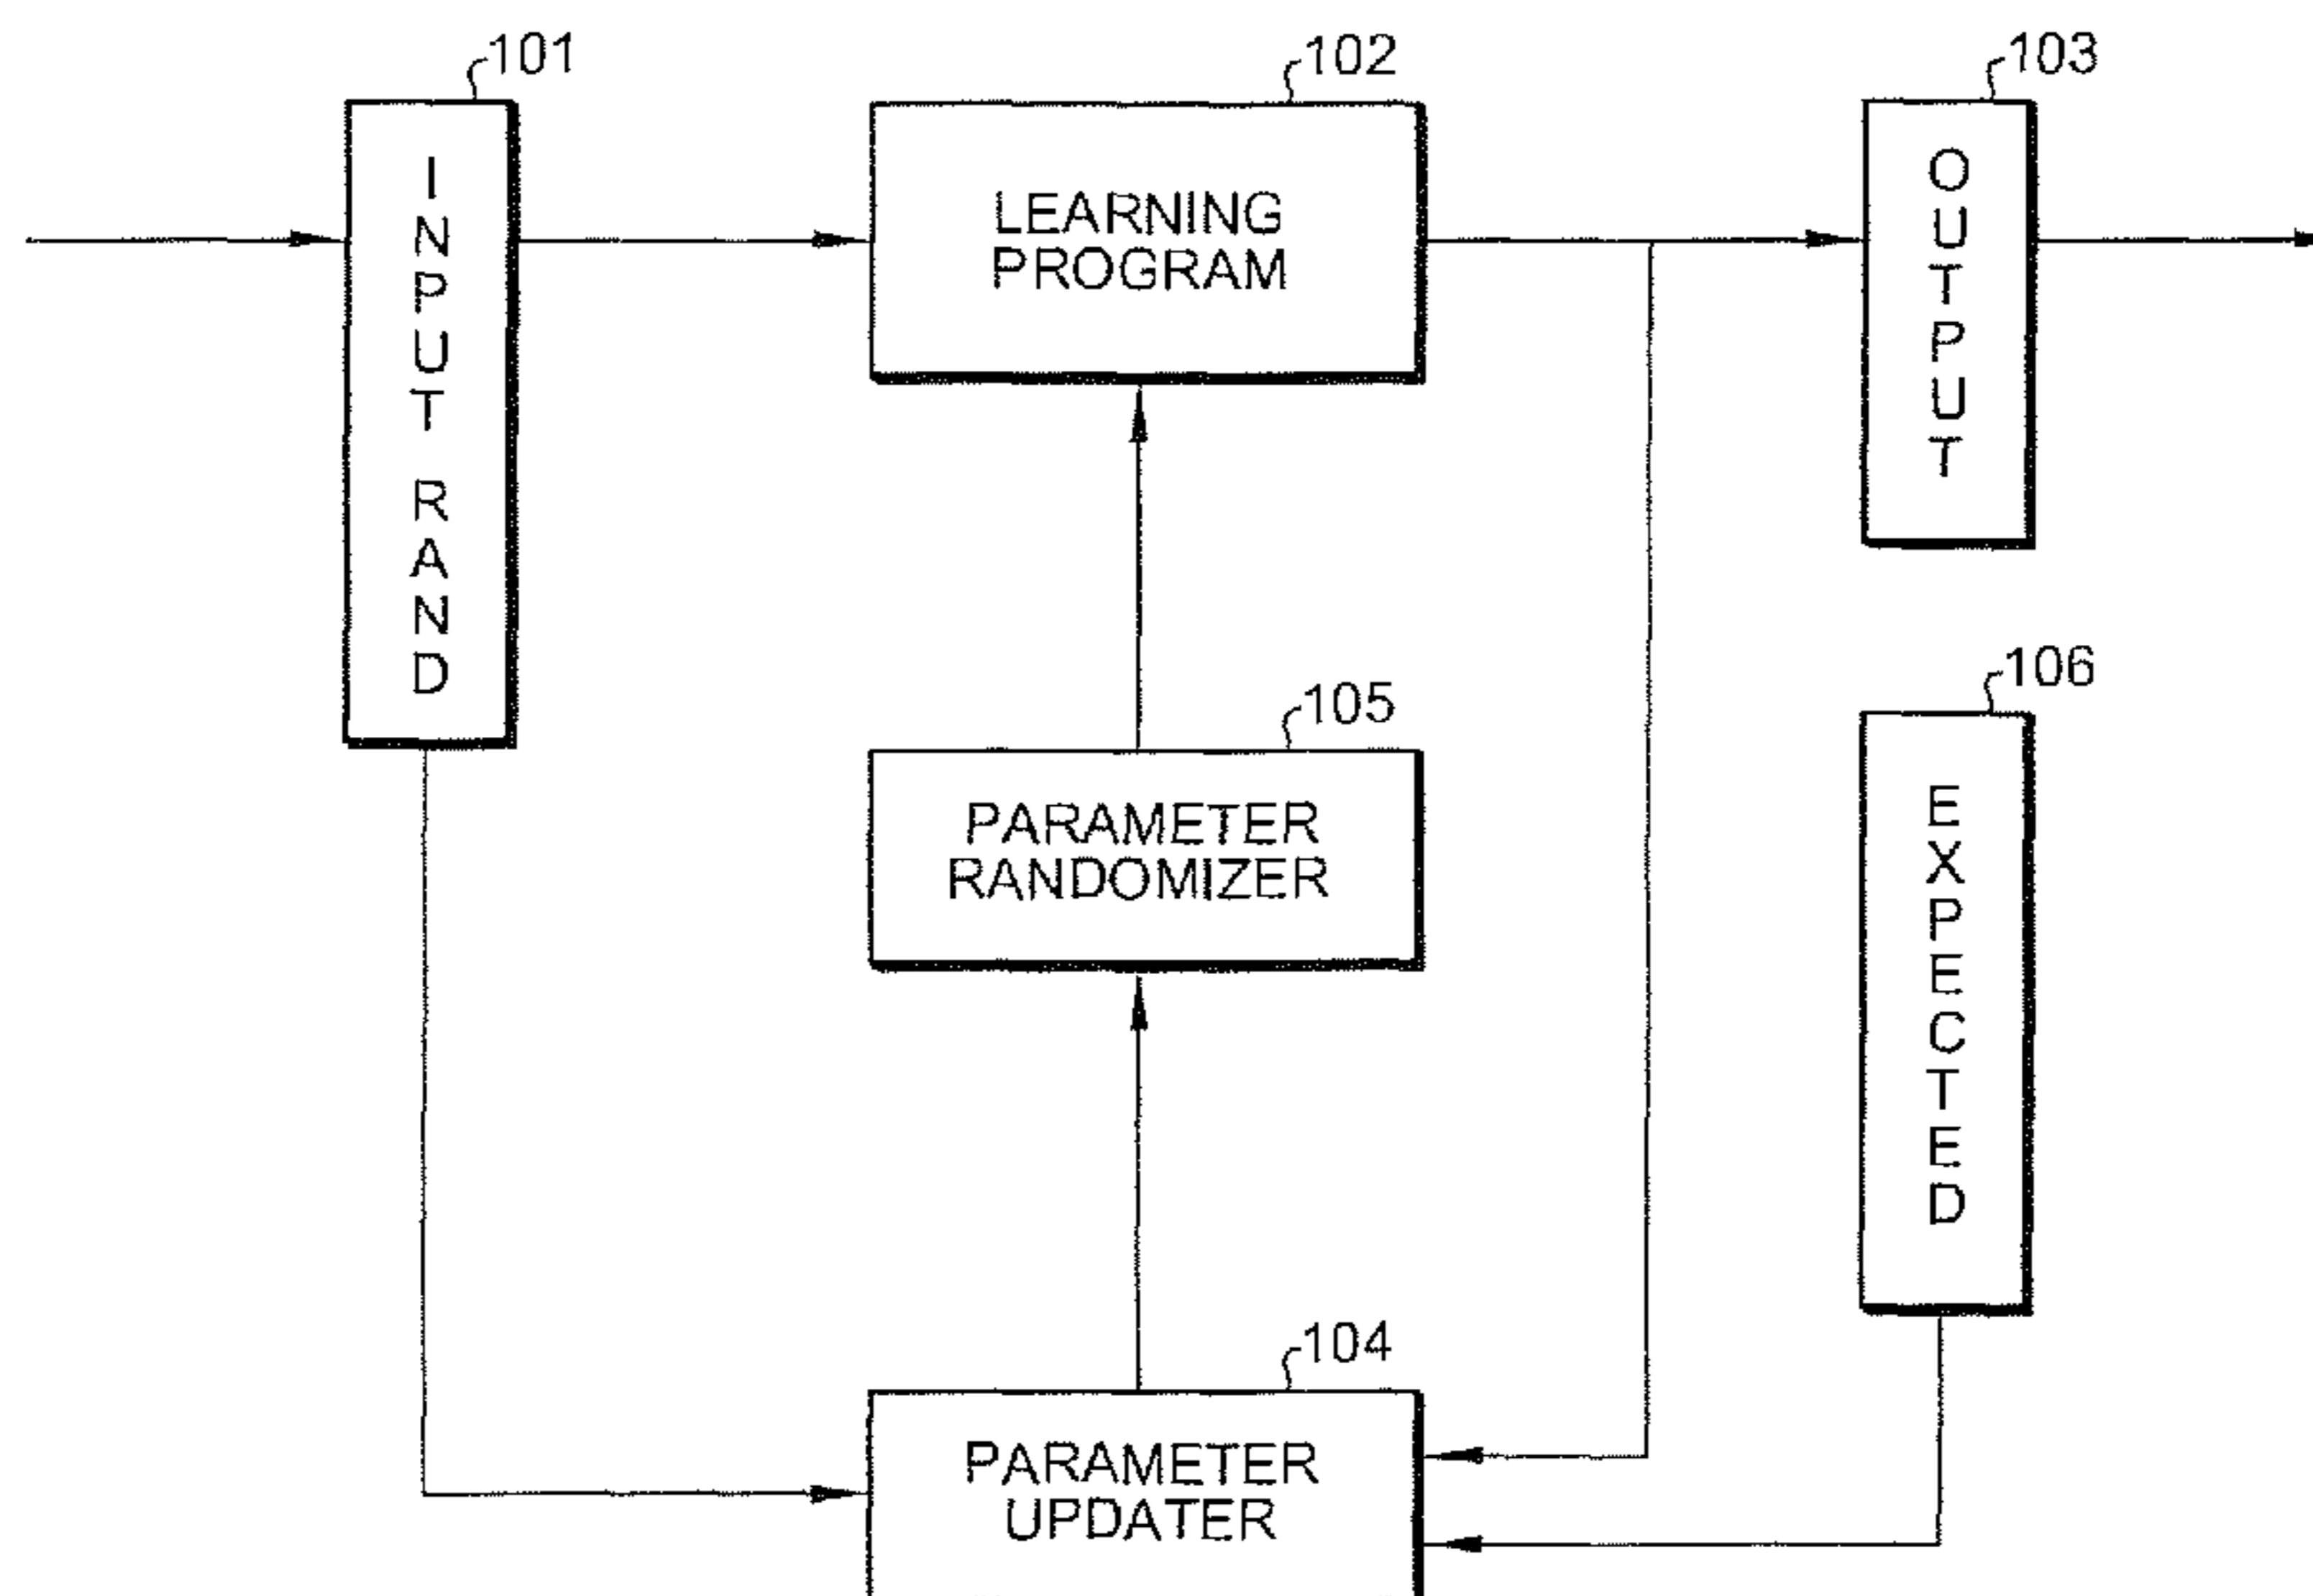 101
102
103
INPUT RAND
LEARNING
PROGRAM
OUTPUT
105
106
PARAMETER
RANDOMIZER
EXPECTED
104
PARAMETER
UPDATER